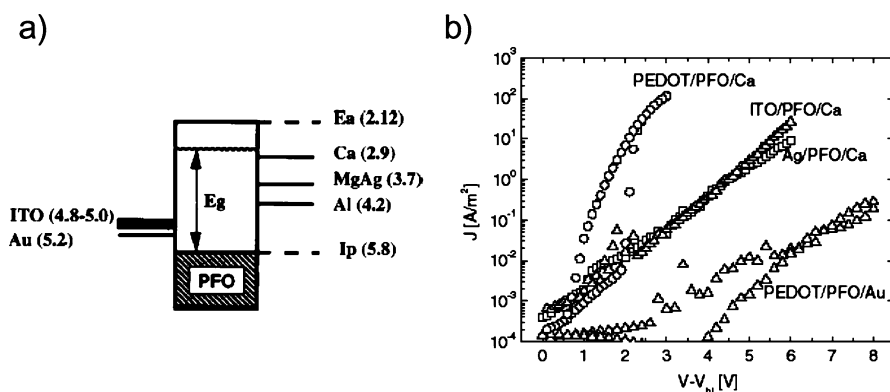 a)
Ea (2.12)
Ca (2.9)
MgAg (3.7)
Al (4.2)
Eg
ITO (4.8-5.0)
Au (5.2)
Ip (5.8)
PFO
b)
10³
10²
10¹
10⁰
10⁻¹
10⁻²
10⁻³
10⁻⁴
J [A/m²]
PEDOT/PFO/Ca
ITO/PFO/Ca
Ag/PFO/Ca
PEDOT/PFO/Au
0 1 2 3 4 5 6 7 8
V-V_bi [V]